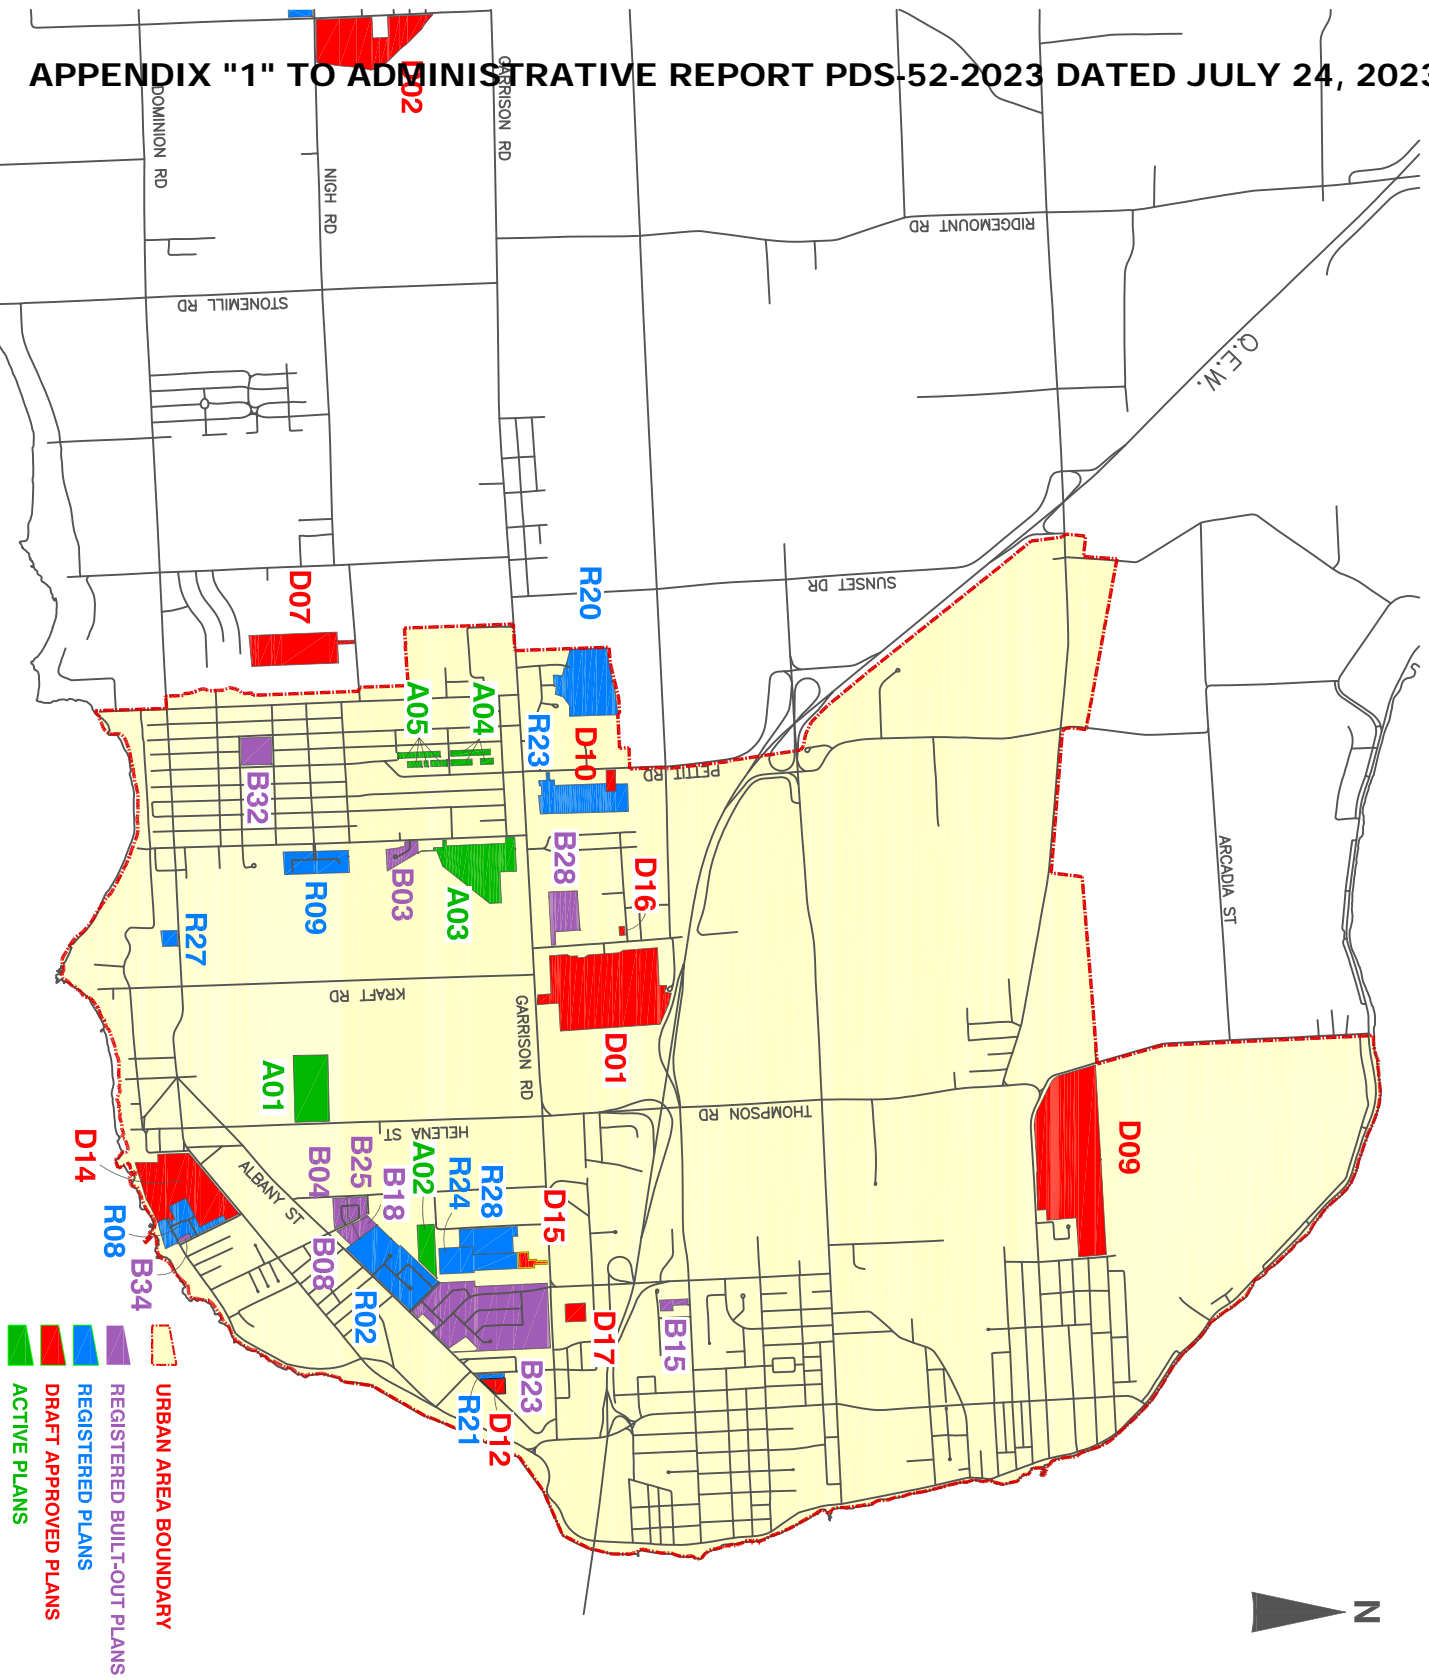 APPENDIX "1" TO ADMINISTRATIVE REPORT PDS-52-2023 DATED JULY 24, 2023
D02
GARRISON RD
DOMINION RD
NIGH RD
RIDGEMOUNT RD
STONEMILL RD
Q.E.W.
SUNSET DR
R20
D07
A05
A04
R23
D10
PETTIT RD
B32
B28
D16
ARCADIA ST
R09
B03
A03
R27
KRAFT RD
GARRISON RD
D01
A01
THOMPSON RD
HELENA ST
D09
D14
ALBANY ST
B04
B25
B18
A02
R24
R28
D15
R08
B34
B08
R02
D17
B15
B23
R21
D12
URBAN AREA BOUNDARY
REGISTERED BUILT-OUT PLANS
REGISTERED PLANS
DRAFT APPROVED PLANS
ACTIVE PLANS
N